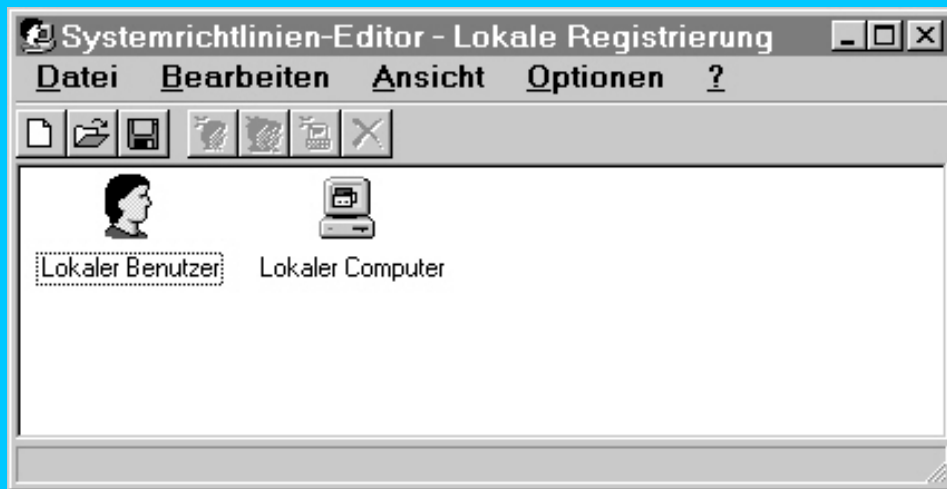 Systemrichtlinien-Editor - Lokale Registrierung
Datei Bearbeiten Ansicht Optionen ?
Lokaler Benutzer Lokaler Computer